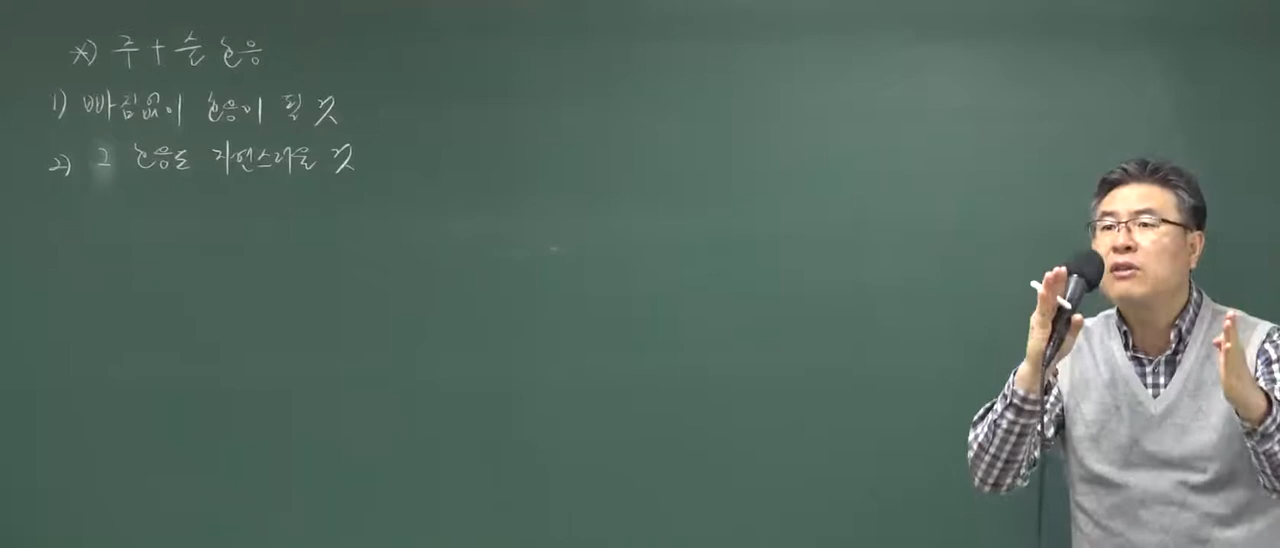 ※) 주 + 술 호응
1) 빠짐없이 호응이 될 것
2) 그 호응도 자연스러울 것